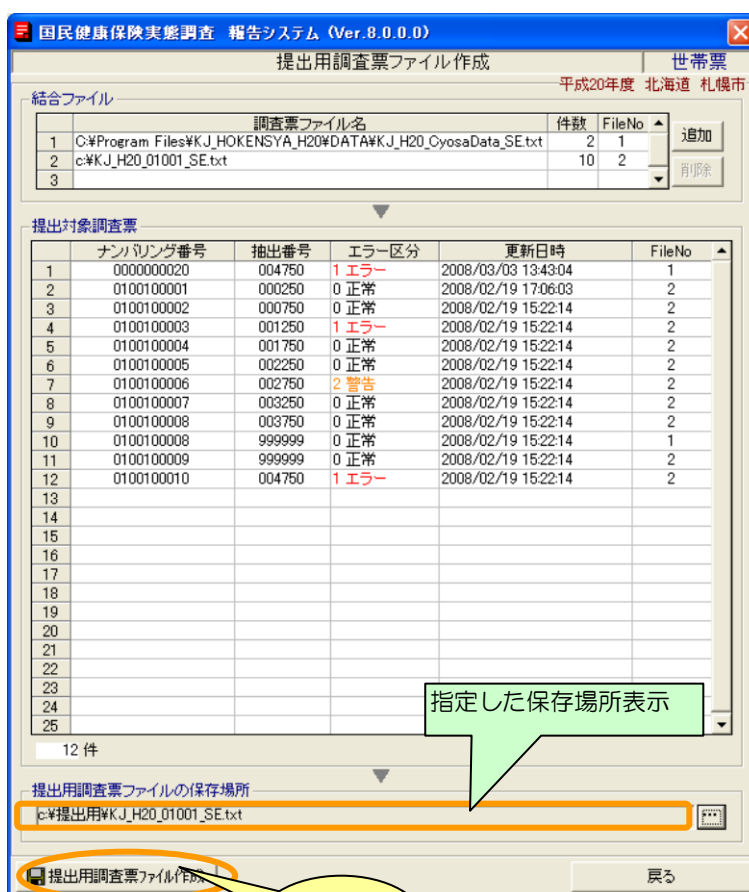 国民健康保険実態調査 報告システム (Ver.8.0.0.0)
提出用調査票ファイル作成 世帯票
平成20年度 北海道 札幌市
結合ファイル
調査票ファイル名 件数 FileNo
1 C:¥Program Files¥KJ_HOKENSYA_H20¥DATA¥KJ_H20_CyosaData_SE.txt 2 1
2 c:¥KJ_H20_01001_SE.txt 10 2
3
追加
削除
提出対象調査票
ナンバリング番号 抽出番号 エラー区分 更新日時 FileNo
1 0000000020 004750 1 エラー 2008/03/03 13:43:04 1
2 0100100001 000250 0 正常 2008/02/19 17:06:03 2
3 0100100002 000750 0 正常 2008/02/19 15:22:14 2
4 0100100003 001250 1 エラー 2008/02/19 15:22:14 2
5 0100100004 001750 0 正常 2008/02/19 15:22:14 2
6 0100100005 002250 0 正常 2008/02/19 15:22:14 2
7 0100100006 002750 2 警告 2008/02/19 15:22:14 2
8 0100100007 003250 0 正常 2008/02/19 15:22:14 2
9 0100100008 003750 0 正常 2008/02/19 15:22:14 2
10 0100100008 999999 0 正常 2008/02/19 15:22:14 1
11 0100100009 999999 0 正常 2008/02/19 15:22:14 2
12 0100100010 004750 1 エラー 2008/02/19 15:22:14 2
13
14
15
16
17
18
19
20
21
22
23
24
25
指定した保存場所表示
12 件
提出用調査票ファイルの保存場所
c:¥提出用¥KJ_H20_01001_SE.txt
...
提出用調査票ファイル作成
戻る